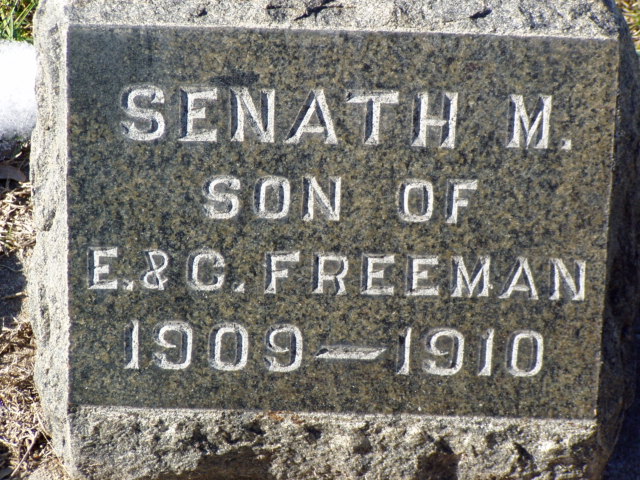 SENATH M.
SON OF
E. & C. FREEMAN
1909—1910